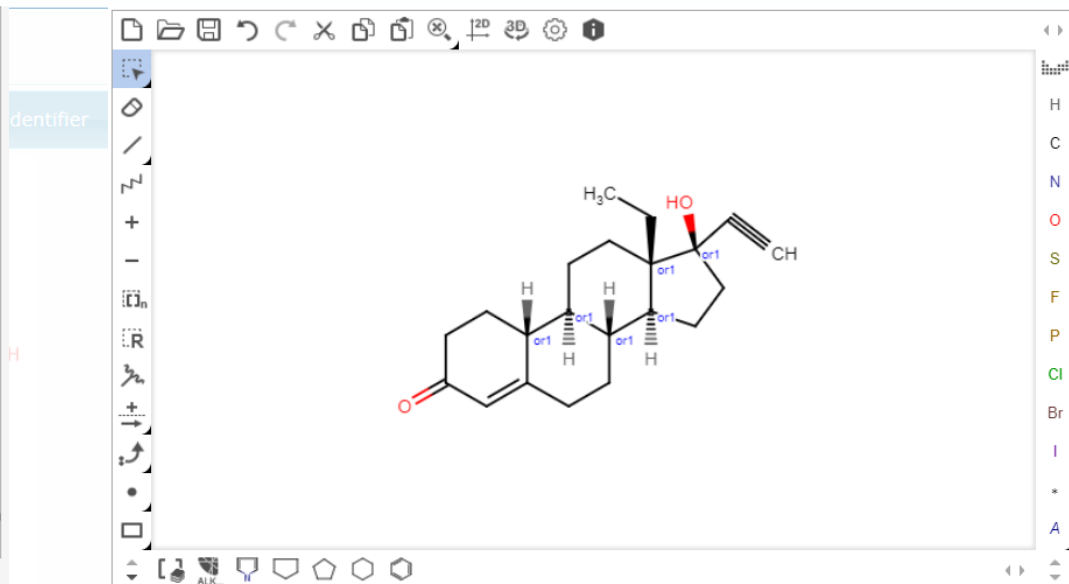 2D
3D
dentifier
H
C
N
[ ]n
R
H
ALK...
H₃C
HO
CH
or1
or1
H
H
or1
or1
or1
or1
H
H
O
H
C
N
O
S
F
P
Cl
Br
I
*
A